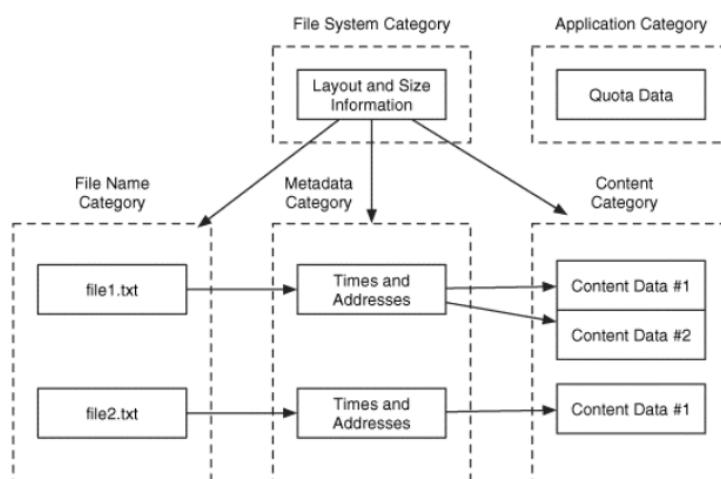 File System Category
Application Category
Layout and Size
Information
Quota Data
File Name
Category
Metadata
Category
Content
Category
file1.txt
Times and
Addresses
Content Data #1
Content Data #2
file2.txt
Times and
Addresses
Content Data #1